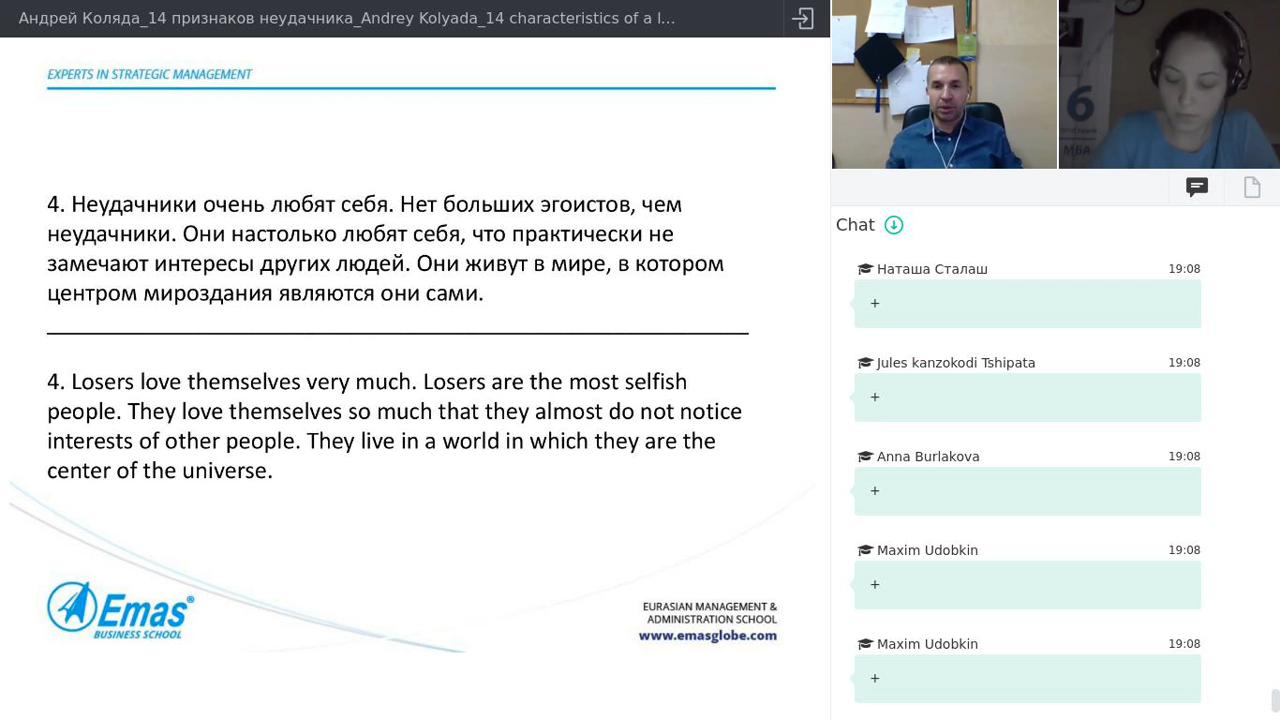 Андрей Коляда_14 признаков неудачника_Andrey Kolyada_14 characteristics of a l...
EXPERTS IN STRATEGIC MANAGEMENT
4. Неудачники очень любят себя. Нет больших эгоистов, чем
неудачники. Они настолько любят себя, что практически не
замечают интересы других людей. Они живут в мире, в котором
центром мироздания являются они сами.
4. Losers love themselves very much. Losers are the most selfish
people. They love themselves so much that they almost do not notice
interests of other people. They live in a world in which they are the
center of the universe.
Emas®
BUSINESS SCHOOL
EURASIAN MANAGEMENT &
ADMINISTRATION SCHOOL
www.emasglobe.com
6
МБА
Chat
Наташа Сталаш 19:08
+
Jules kanzokodi Tshipata 19:08
+
Anna Burlakova 19:08
+
Maxim Udobkin 19:08
+
Maxim Udobkin 19:08
+